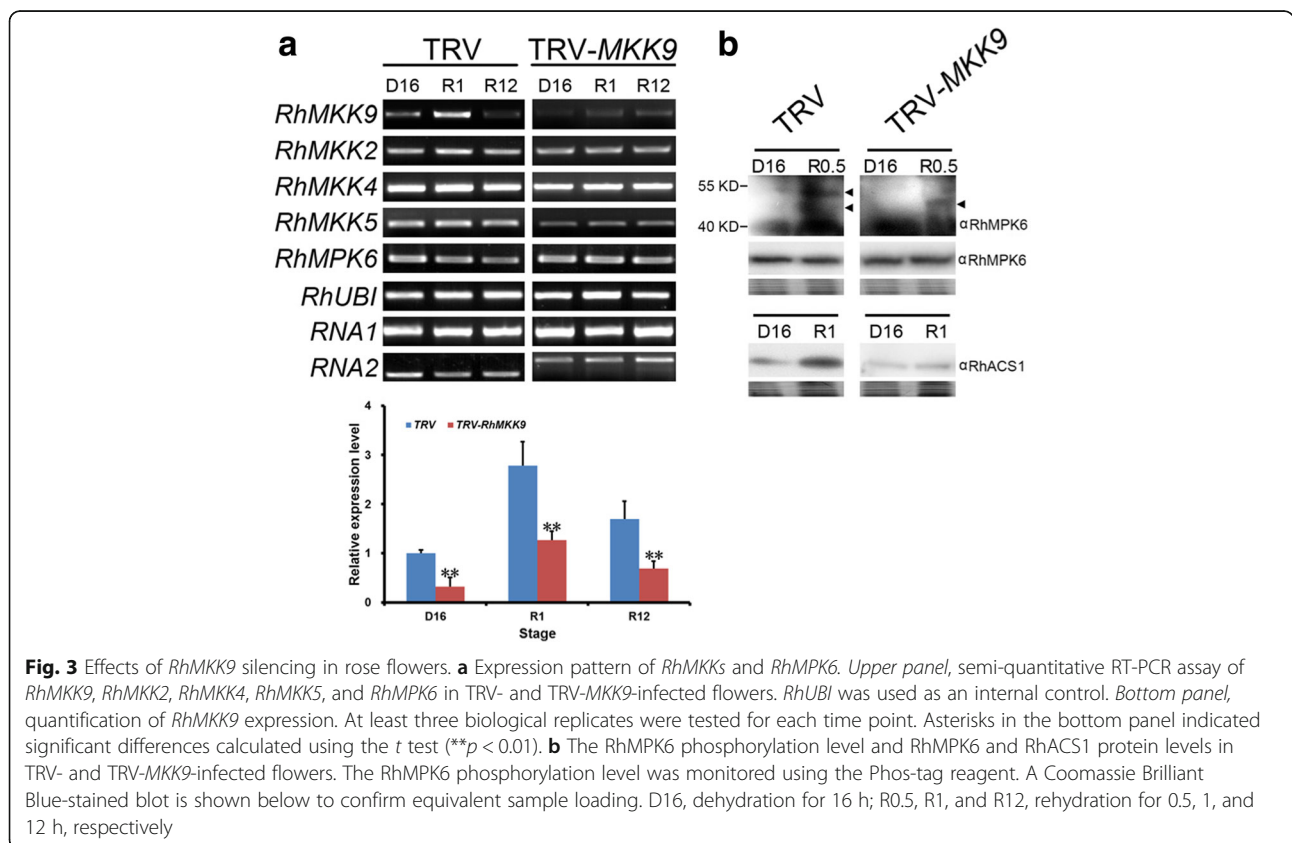 a
TRV TRV-MKK9
D16 R1 R12 D16 R1 R12
RhMKK9
RhMKK2
RhMKK4
RhMKK5
RhMPK6
RhUBI
RNA1
RNA2
4
3
2
1
0
Relative expression level
TRV TRV-RhMKK9
**
**
**
D16 R1 R12
Stage
b
TRV TRV-MKK9
D16 R0.5 D16 R0.5
55 KD
40 KD
αRhMPK6
αRhMPK6
D16 R1 D16 R1
αRhACS1
Fig. 3 Effects of RhMKK9 silencing in rose flowers. a Expression pattern of RhMKKs and RhMPK6. Upper panel, semi-quantitative RT-PCR assay of
RhMKK9, RhMKK2, RhMKK4, RhMKK5, and RhMPK6 in TRV- and TRV-MKK9-infected flowers. RhUBI was used as an internal control. Bottom panel,
quantification of RhMKK9 expression. At least three biological replicates were tested for each time point. Asterisks in the bottom panel indicated
significant differences calculated using the t test (**p < 0.01). b The RhMPK6 phosphorylation level and RhMPK6 and RhACS1 protein levels in
TRV- and TRV-MKK9-infected flowers. The RhMPK6 phosphorylation level was monitored using the Phos-tag reagent. A Coomassie Brilliant
Blue-stained blot is shown below to confirm equivalent sample loading. D16, dehydration for 16 h; R0.5, R1, and R12, rehydration for 0.5, 1, and
12 h, respectively